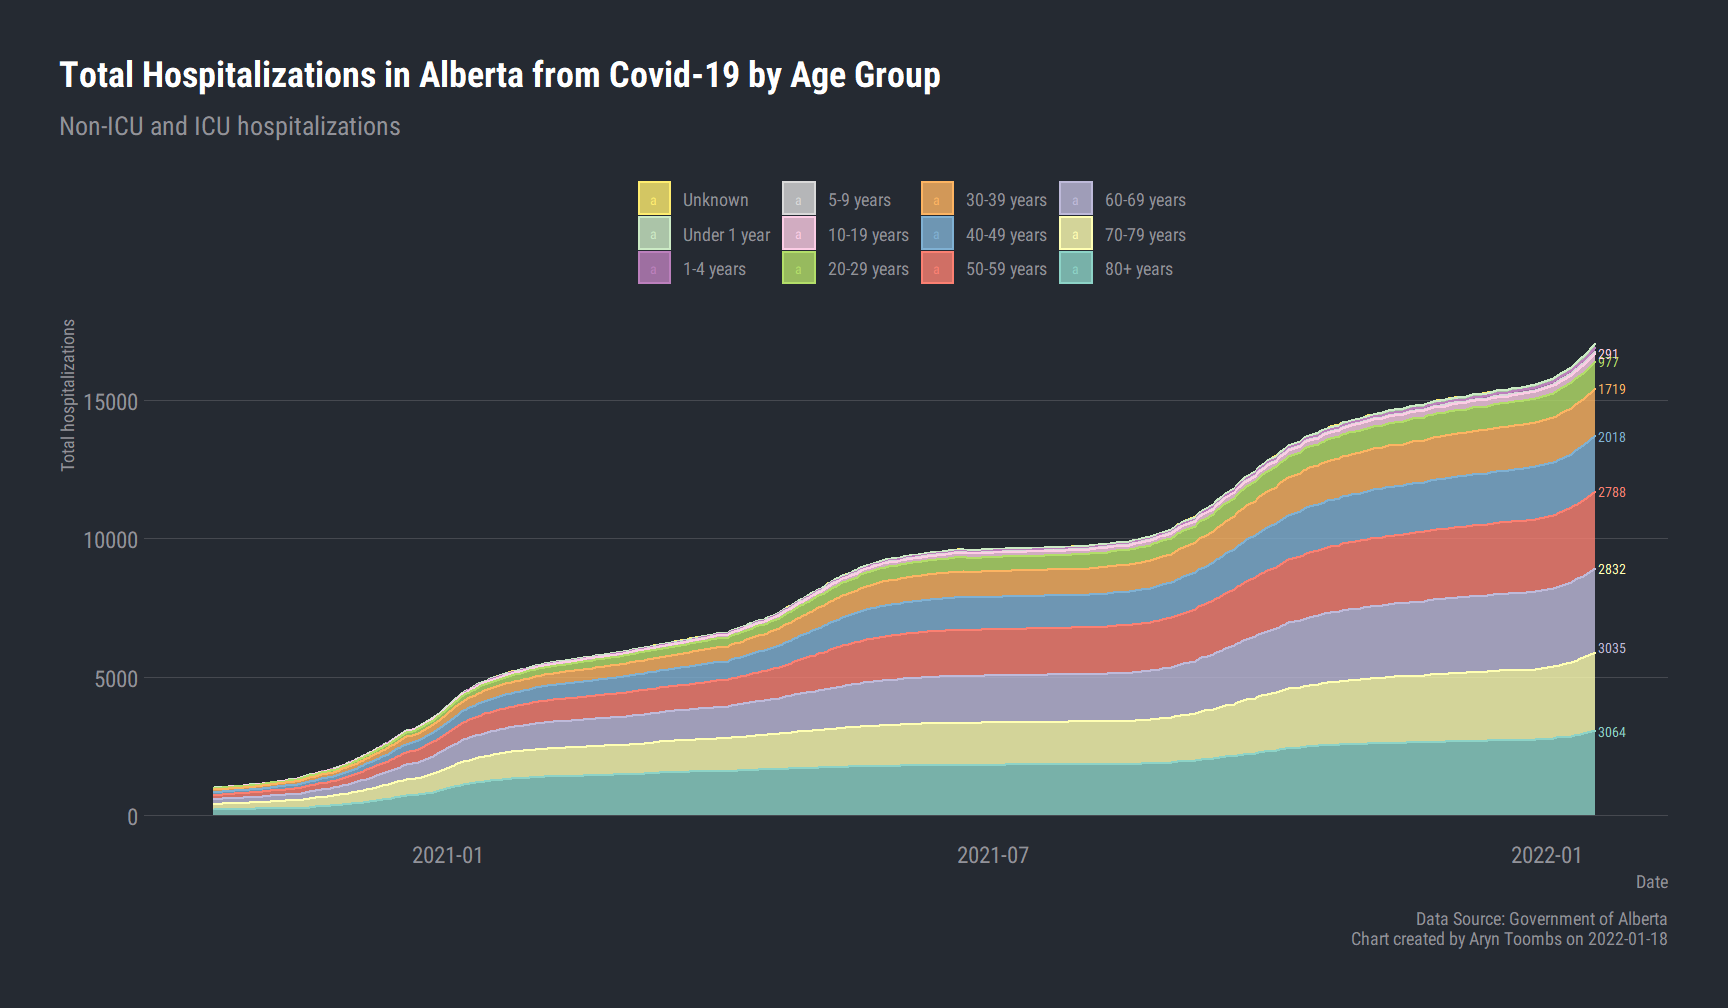 Total Hospitalizations in Alberta from Covid-19 by Age Group
Non-ICU and ICU hospitalizations
a Unknown a 5-9 years a 30-39 years a 60-69 years
a Under 1 year a 10-19 years a 40-49 years a 70-79 years
a 1-4 years a 20-29 years a 50-59 years a 80+ years
Total hospitalizations
15000
10000
5000
0
291
977
1719
2018
2788
2832
3035
3064
2021-01 2021-07 2022-01
Date
Data Source: Government of Alberta
Chart created by Aryn Toombs on 2022-01-18